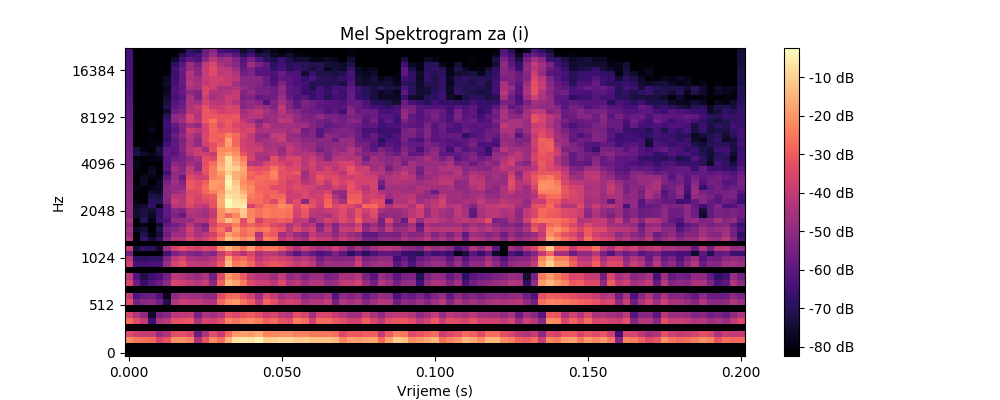 Mel Spektrogram za (i)
Hz
16384
8192
4096
2048
1024
512
0
0.000 0.050 0.100 0.150 0.200
Vrijeme (s)
-10 dB
-20 dB
-30 dB
-40 dB
-50 dB
-60 dB
-70 dB
-80 dB